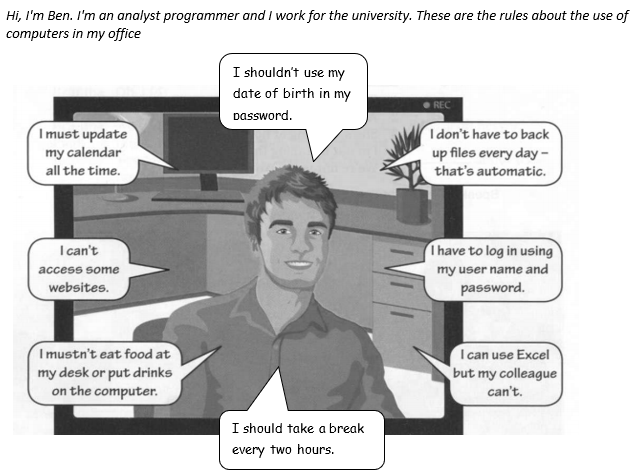 Hi, I'm Ben. I'm an analyst programmer and I work for the university. These are the rules about the use of
computers in my office
I shouldn't use my
date of birth in my
password.
REC
I must update
my calendar
all the time.
I don't have to back
up files every day –
that's automatic.
I can't
access some
websites.
I have to log in using
my user name and
password.
I mustn't eat food at
my desk or put drinks
on the computer.
I can use Excel
but my colleague
can't.
I should take a break
every two hours.